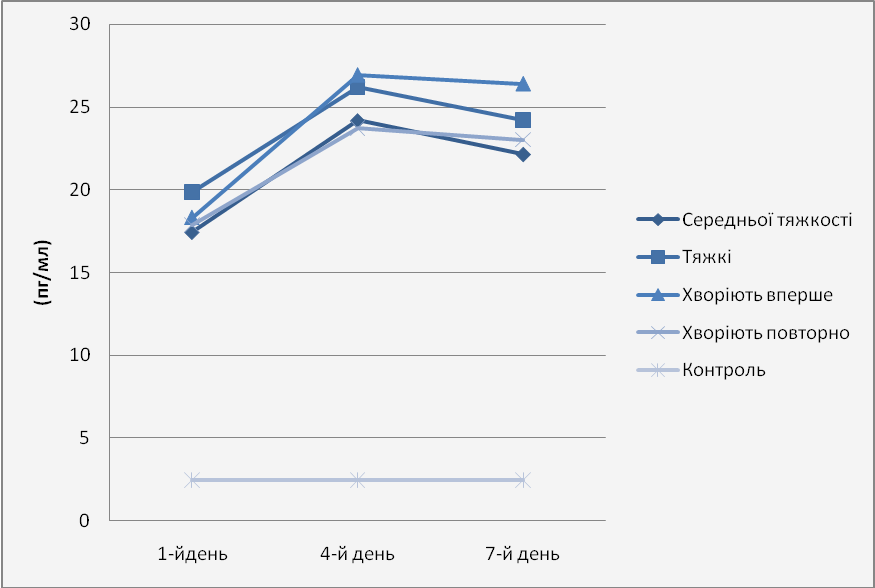 30
25
20
15
10
5
0
(пг/мл)
1-йдень
4-й день
7-й день
Середньої тяжкості
Тяжкі
Хворіють вперше
Хворіють повторно
Контроль